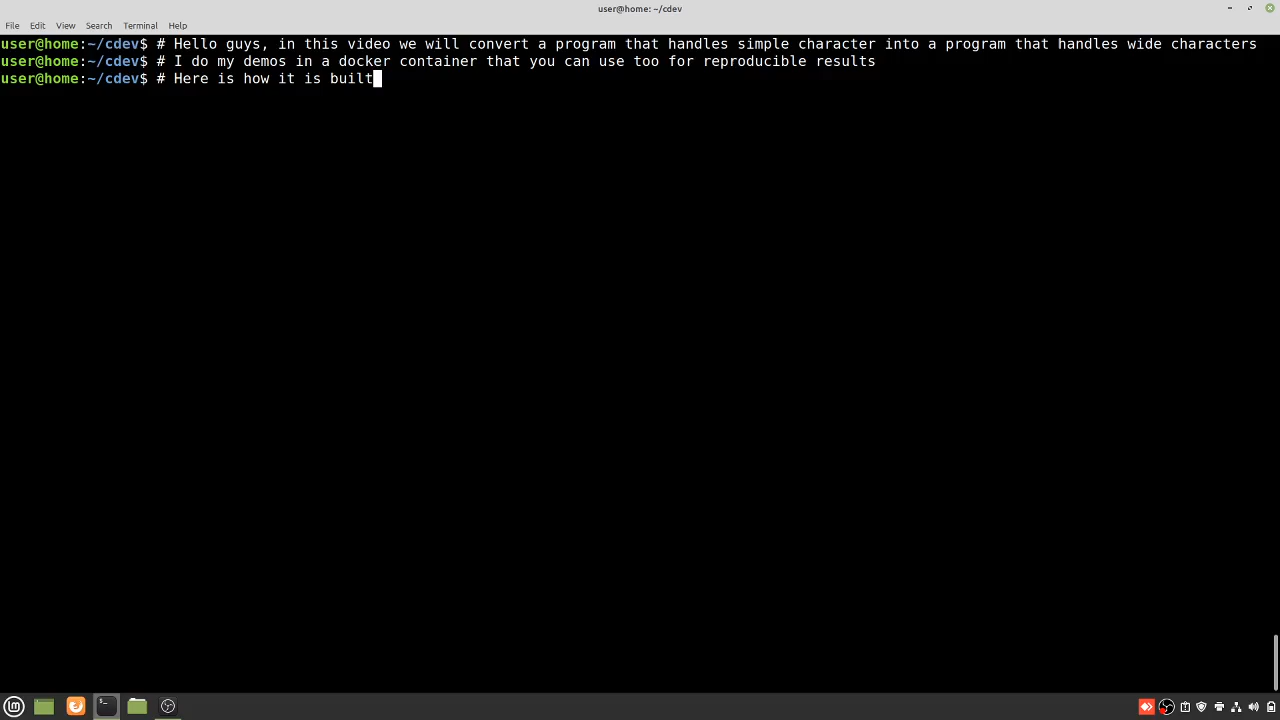 user@home: ~/cdev
File Edit View Search Terminal Help
user@home:~/cdev$ # Hello guys, in this video we will convert a program that handles simple character into a program that handles wide characters
user@home:~/cdev$ # I do my demos in a docker container that you can use too for reproducible results
user@home:~/cdev$ # Here is how it is built